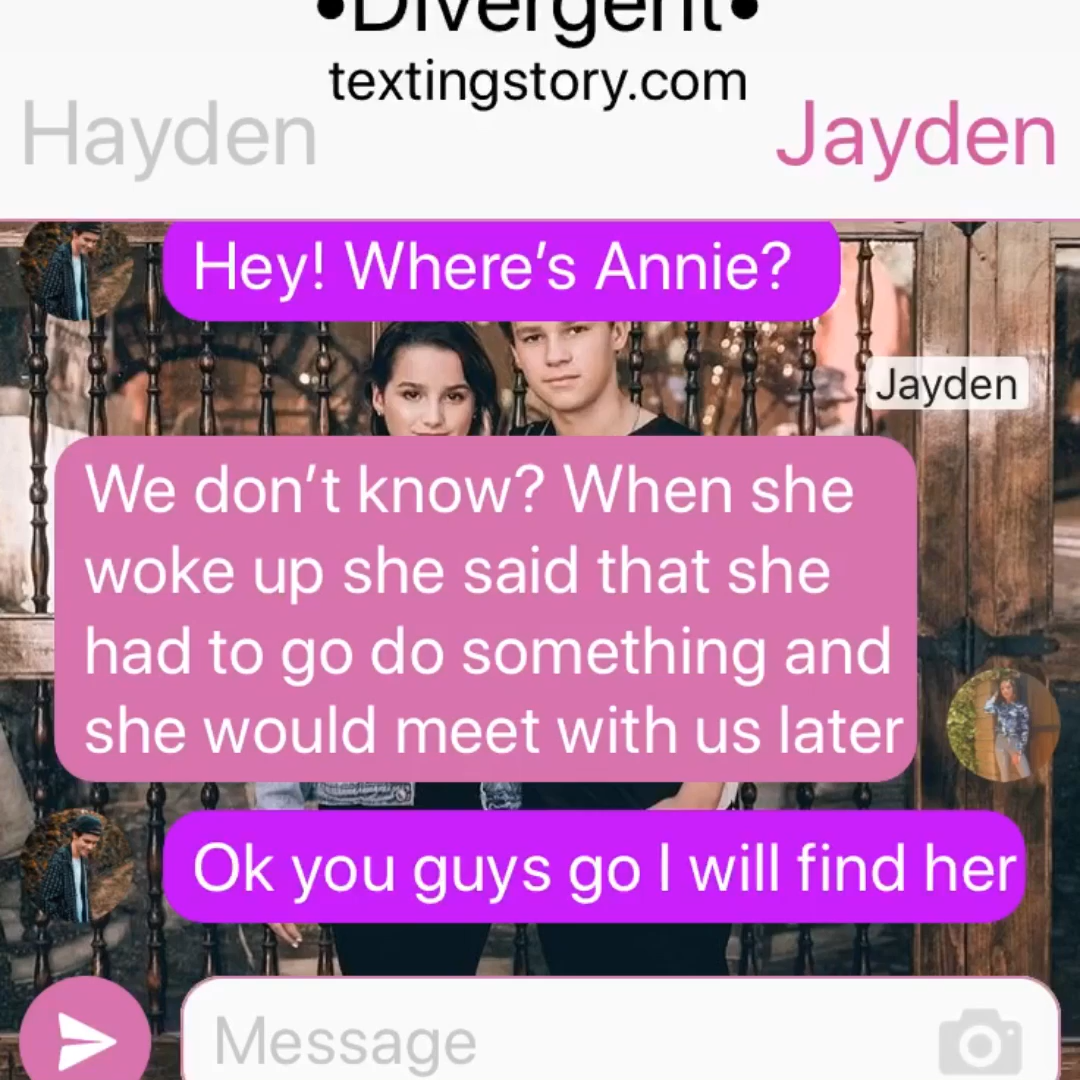 •Divergent•
textingstory.com
Hayden
Jayden
Hey! Where’s Annie?
Jayden
We don’t know? When she
woke up she said that she
had to go do something and
she would meet with us later
Ok you guys go I will find her
Message